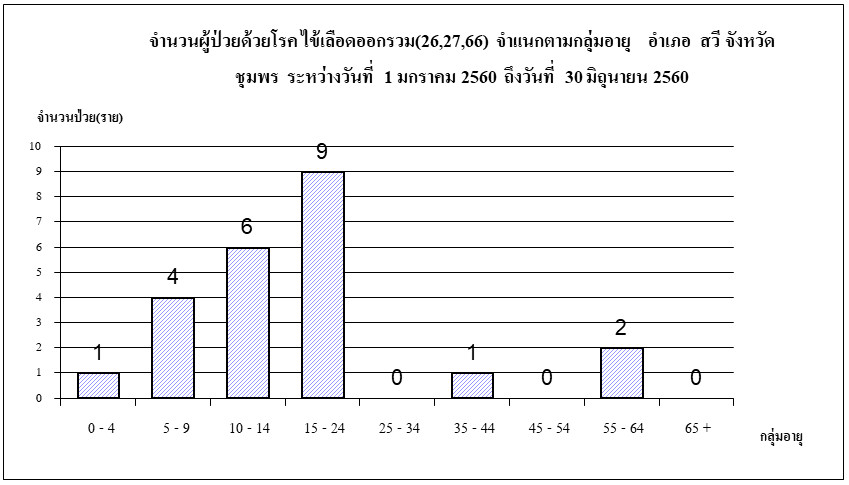 จำนวนผู้ป่วยด้วยโรค ไข้เลือดออกรวม(26,27,66) จำแนกตามกลุ่มอายุ อำเภอ สวี จังหวัด
ชุมพร ระหว่างวันที่ 1 มกราคม 2560 ถึงวันที่ 30 มิถุนายน 2560
จำนวนป่วย(ราย)
10
9
8
7
6
5
4
3
2
1
0
1
4
6
9
0
1
0
2
0
0 - 4
5 - 9
10 - 14
15 - 24
25 - 34
35 - 44
45 - 54
55 - 64
65 +
กลุ่มอายุ